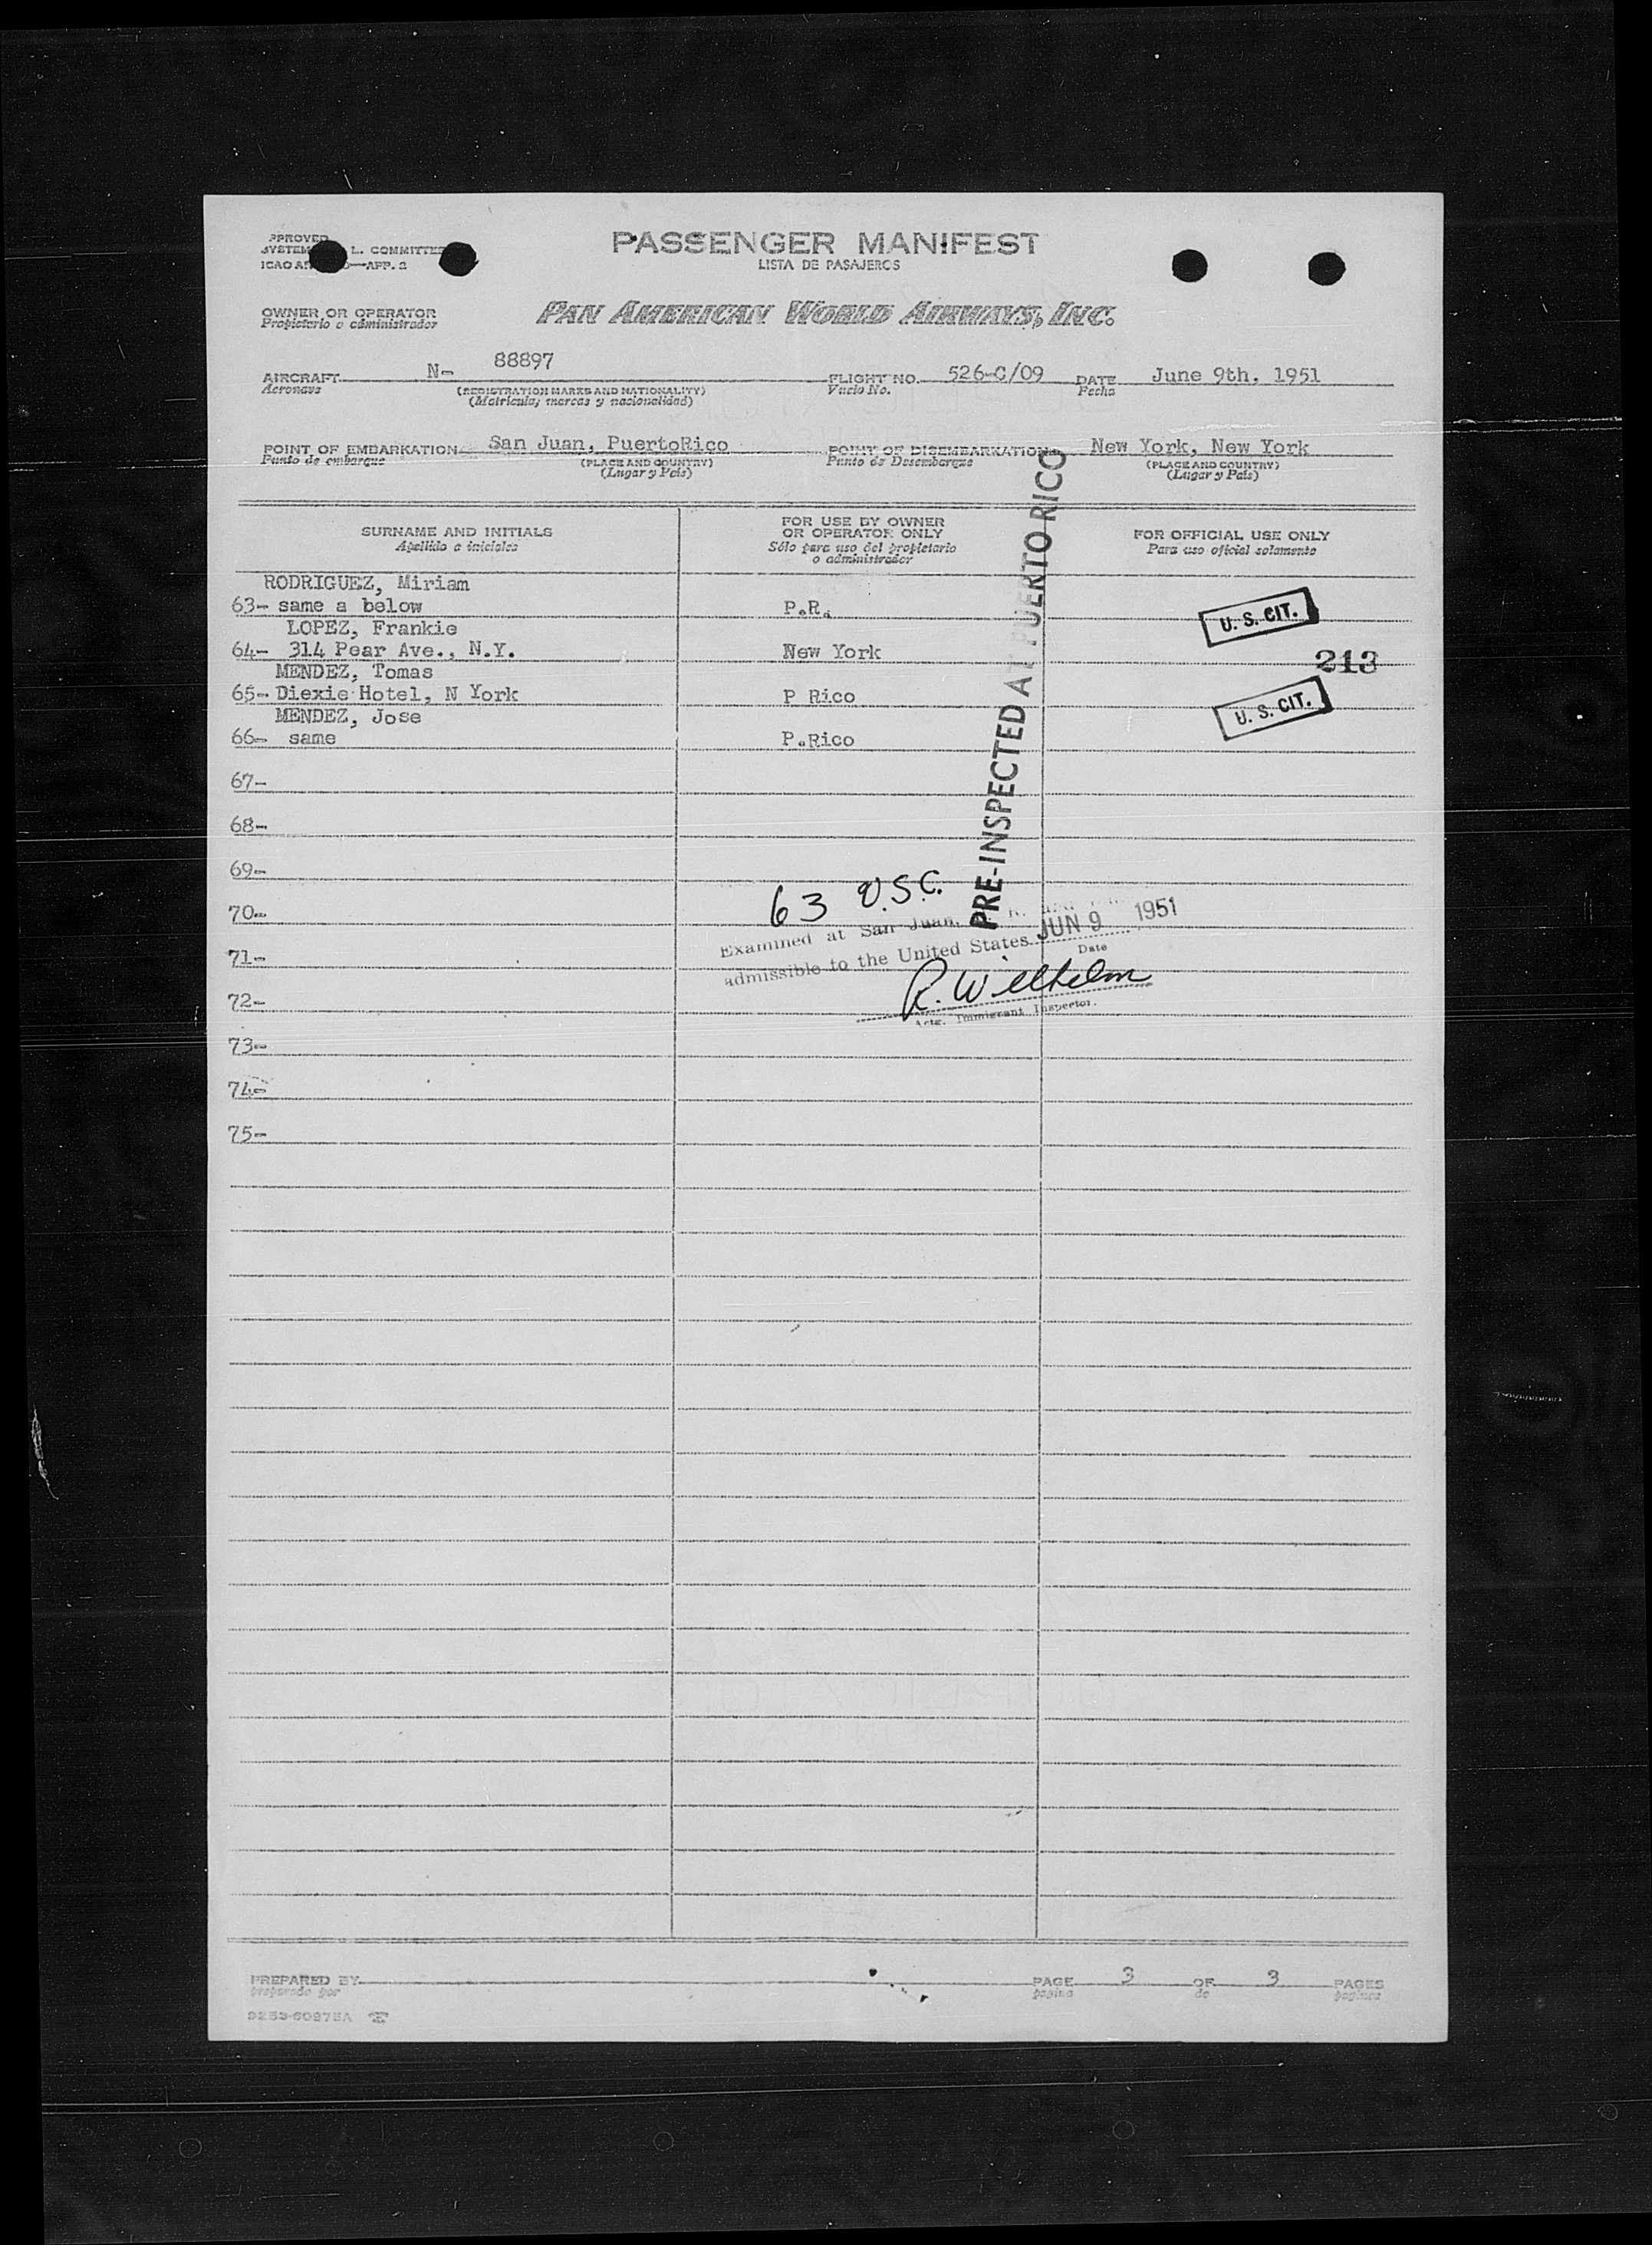 PASSENGER MANIFEST
LISTA DE PASAJEROS
APP. 2
OWNER OR OPERATOR
Propietario o administrador
PAN AMERICAN WORLD AIRWAYS, INC.
AIRCRAFT N- 88897 FLIGHT NO. 526-C/09 DATE June 9th, 1951
Aeronave (REGISTRATION MARKS AND NATIONALITY) Vuelo No. Fecha
(Matricula, marcas y nacionalidad)
POINT OF EMBARKATION San Juan, PuertoRico POINT OF DISEMBARKATION New York, New York
Punto de embarque (PLACE AND COUNTRY) Punto de Desembarque (PLACE AND COUNTRY)
(Lugar y País) (Lugar y País)
SURNAME AND INITIALS FOR USE BY OWNER OR OPERATOR ONLY FOR OFFICIAL USE ONLY
Apellido e iniciales Sólo para uso del propietario o administrador Para uso oficial solamente
RODRIGUEZ, Miriam
63- same a below P.R. U. S. CIT.
LOPEZ, Frankie
64- 314 Pear Ave., N.Y. New York 213
MENDEZ, Tomas
65- Diexie Hotel, N York P Rico U. S. CIT.
MENDEZ, Jose
66- same P.Rico
67-
68-
69-
70-
71-
72-
73-
74-
75-
PRE-INSPECTED AT PUERTO RICO
63 U.S.C.
Examined at San Juan,
admissible to the United States JUN 9 1951
Date
R. Wilhelm
Actg. Immigrant Inspector.
PREPARED BY PAGE 3 OF 3 PAGES
preparado por pagina de paginas